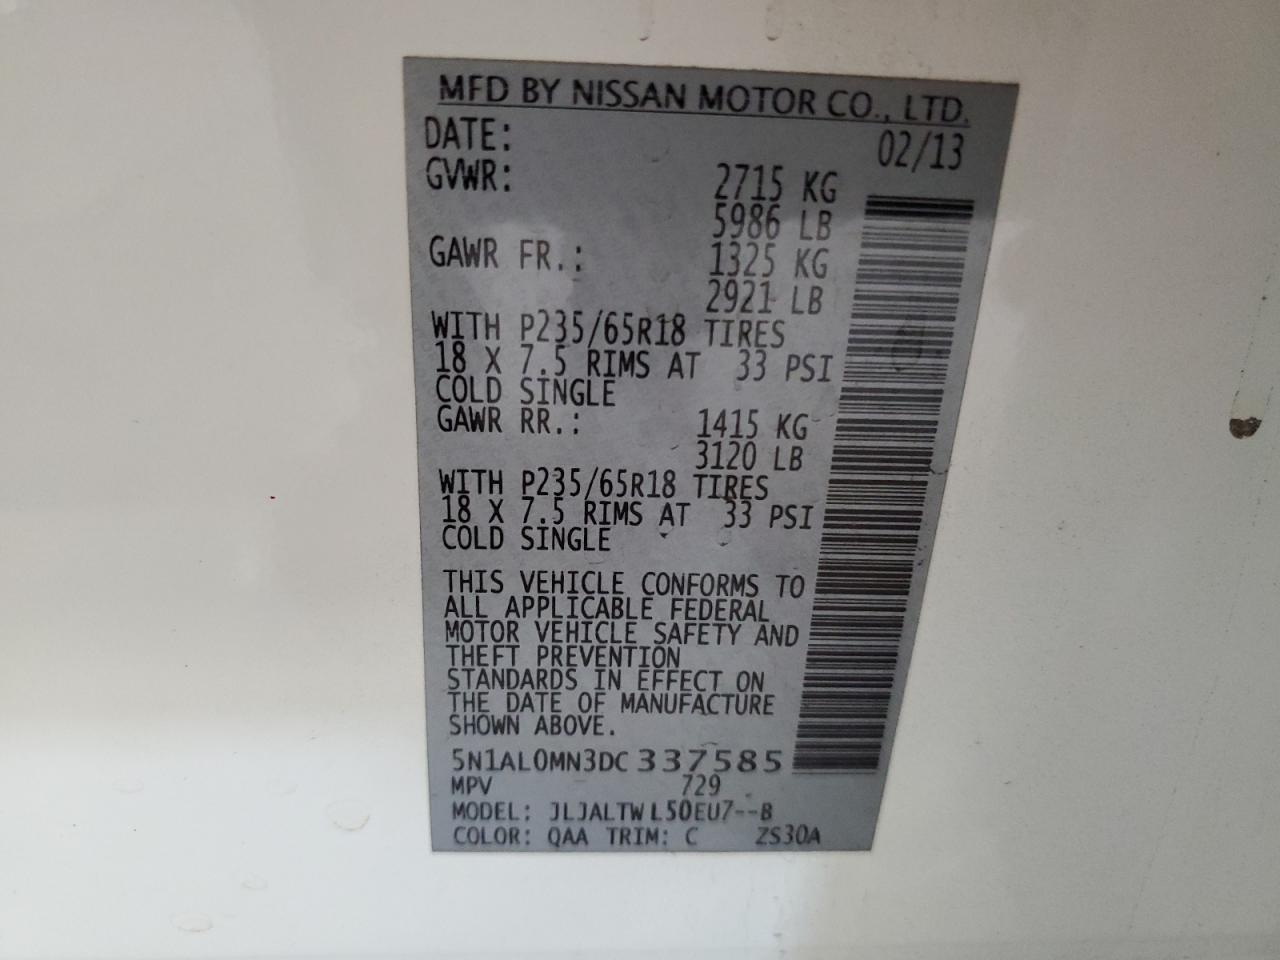 MFD BY NISSAN MOTOR CO., LTD.
DATE: 02/13
GVWR: 2715 KG
5986 LB
GAWR FR.: 1325 KG
2921 LB
WITH P235/65R18 TIRES
18 X 7.5 RIMS AT 33 PSI
COLD SINGLE
GAWR RR.: 1415 KG
3120 LB
WITH P235/65R18 TIRES
18 X 7.5 RIMS AT 33 PSI
COLD SINGLE
THIS VEHICLE CONFORMS TO
ALL APPLICABLE FEDERAL
MOTOR VEHICLE SAFETY AND
THEFT PREVENTION
STANDARDS IN EFFECT ON
THE DATE OF MANUFACTURE
SHOWN ABOVE.
5N1AL0MN3DC337585
MPV 729
MODEL: JLJALTWL50EU7--B
COLOR: QAA TRIM: C ZS30A